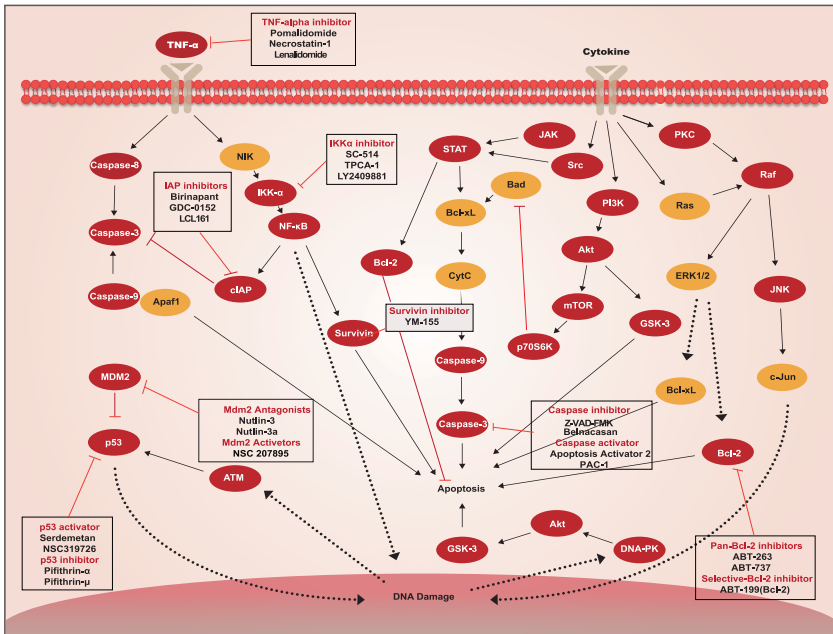 TNF-alpha inhibitor
Pomalidomide
Necrostatin-1
Lenalidomide
TNF-α
Cytokine
Caspase-8
NIK
IKKα inhibitor
SC-514
TPCA-1
LY2409881
STAT
JAK
Src
PKC
Raf
IAP inhibitors
Birinapant
GDC-0152
LCL161
IKK-α
Bcl-xL
Bad
PI3K
Ras
Caspase-3
NF-κB
Akt
Bcl-2
CytC
ERK1/2
JNK
Caspase-9
Apaf1
cIAP
Survivin inhibitor
YM-155
mTOR
GSK-3
Survivin
p70S6K
Caspase-9
MDM2
Bcl-xL
c-Jun
Mdm2 Antagonists
Nutlin-3
Nutlin-3a
Mdm2 Activetors
NSC 207895
Caspase inhibitor
Z-VAD-FMK
Belnacasan
Caspase activator
Apoptosis Activator 2
PAC-1
Caspase-3
p53
Bcl-2
ATM
Apoptosis
p53 activator
Serdemetan
NSC319726
p53 inhibitor
Pifithrin-α
Pifithrin-μ
Akt
GSK-3
DNA-PK
Pan-Bcl-2 inhibitors
ABT-263
ABT-737
Selective-Bcl-2 inhibitor
ABT-199(Bcl-2)
DNA Damage